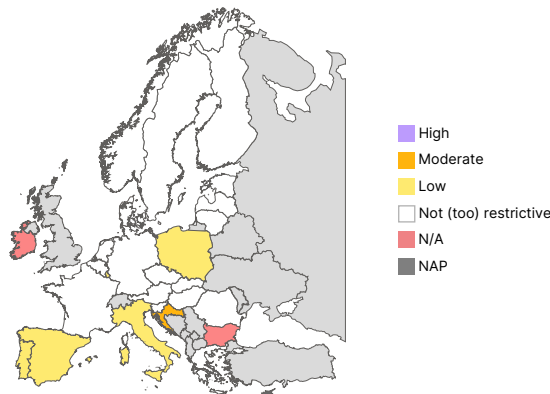 High
Moderate
Low
Not (too) restrictive
N/A
NAP